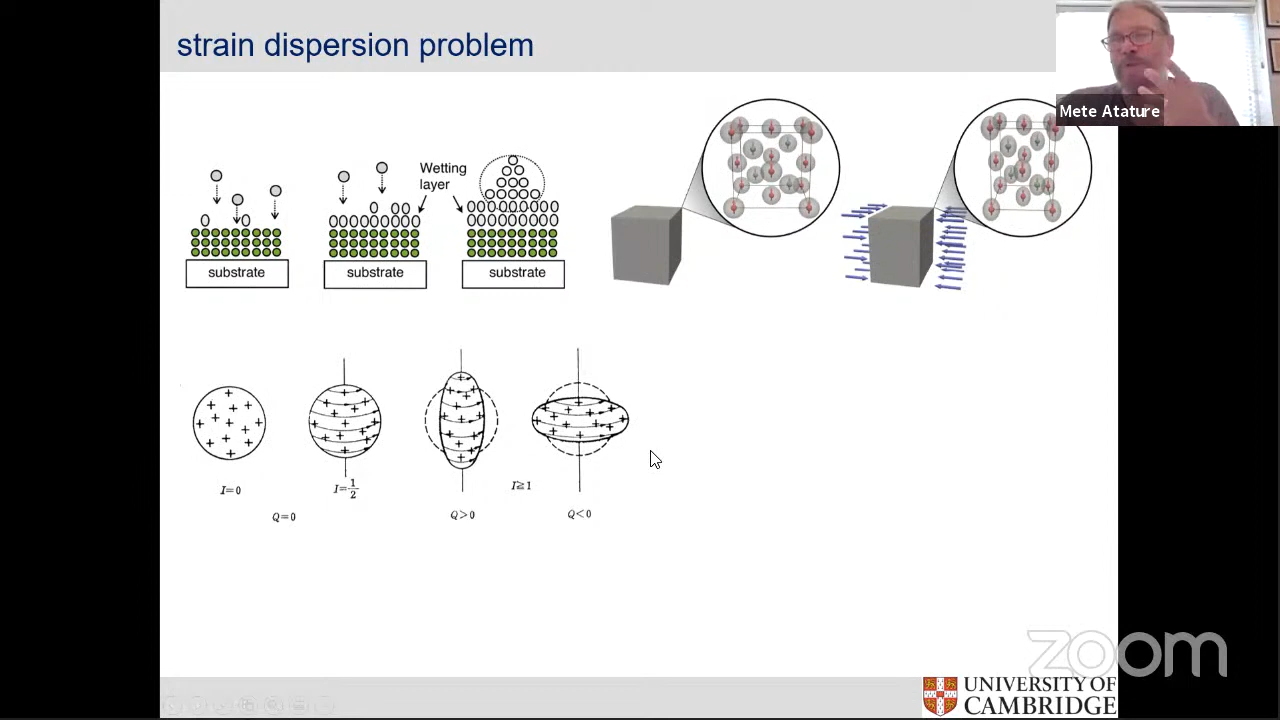 strain dispersion problem
Mete Atature
Wetting
layer
substrate
substrate
substrate
I=0
I=1/2
I≧1
Q=0
Q>0
Q<0
zoom
UNIVERSITY OF
CAMBRIDGE